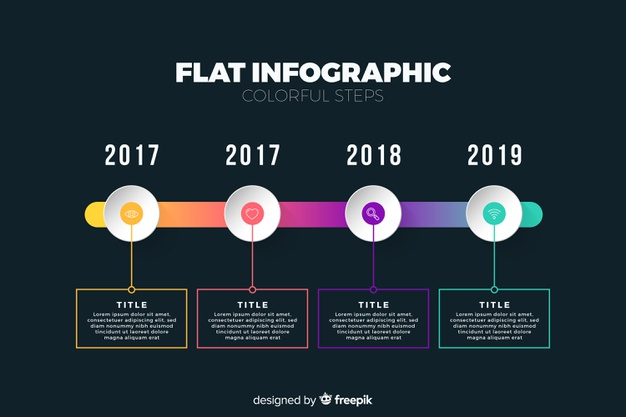 FLAT INFOGRAPHIC
COLORFUL STEPS
2017
2017
2018
2019
TITLE
Lorem ipsum dolor sit amet,
consectetuer adipiscing elit,
sed diam nonummy nibh
tincidunt ut laoreet dolore
magna aliquam erat.
TITLE
Lorem ipsum dolor sit amet,
consectetuer adipiscing elit,
sed diam nonummy nibh
tincidunt ut laoreet dolore
magna aliquam erat.
TITLE
Lorem ipsum dolor sit amet,
consectetuer adipiscing elit,
sed diam nonummy nibh
tincidunt ut laoreet dolore
magna aliquam erat.
TITLE
Lorem ipsum dolor sit amet,
consectetuer adipiscing elit,
sed diam nonummy nibh
tincidunt ut laoreet dolore
magna aliquam erat.
designed by freepik